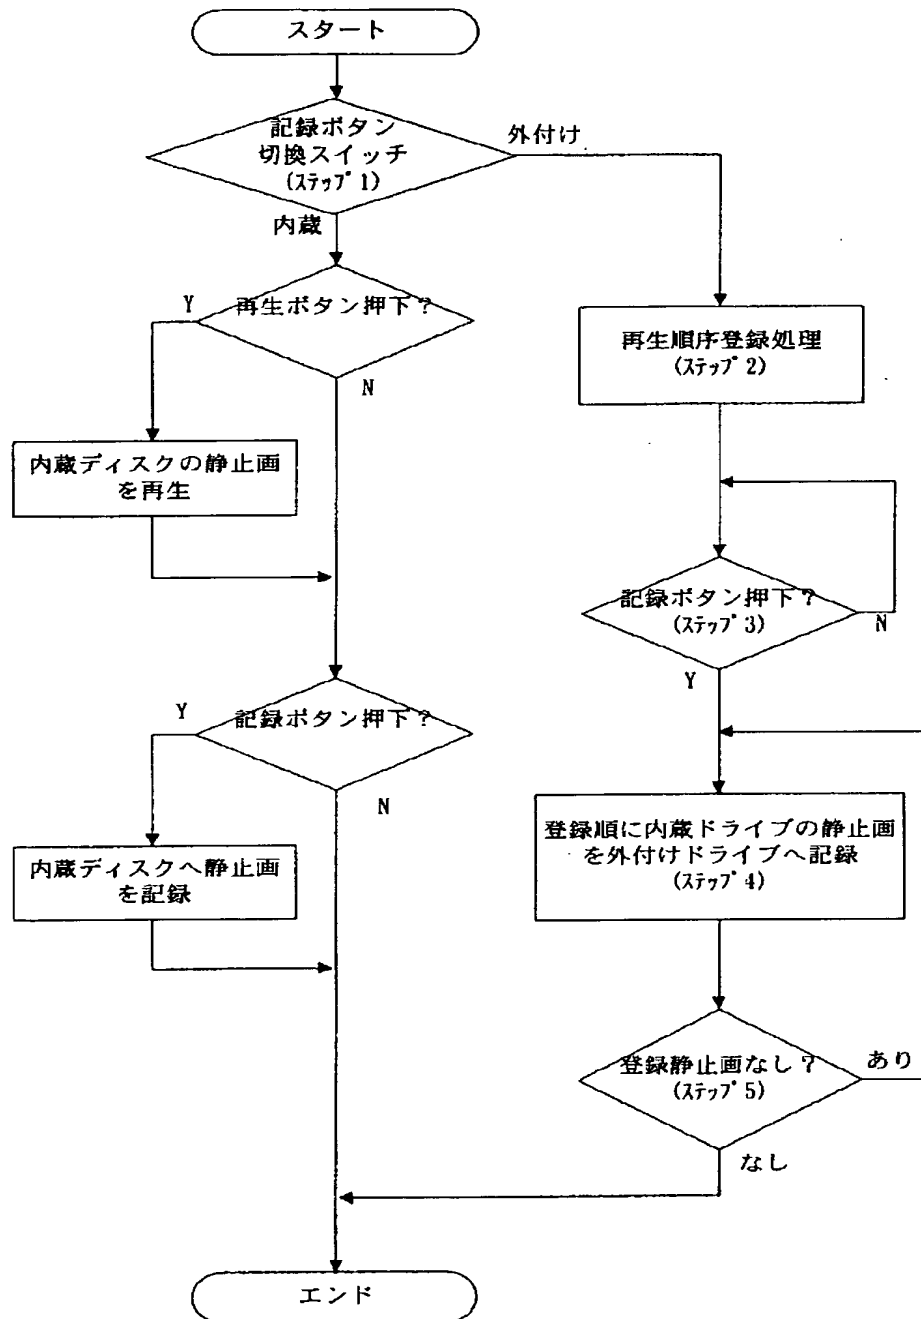 スタート
記録ボタン
切換スイッチ
(ステップ1)
外付け
内蔵
再生ボタン押下?
Y
N
再生順序登録処理
(ステップ2)
内蔵ディスクの静止画
を再生
記録ボタン押下?
(ステップ3)
N
Y
記録ボタン押下?
Y
N
登録順に内蔵ドライブの静止画
を外付けドライブへ記録
(ステップ4)
内蔵ディスクへ静止画
を記録
登録静止画なし?
(ステップ5)
あり
なし
エンド